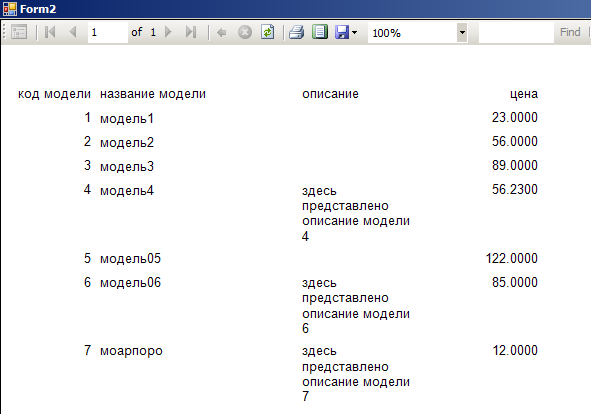 Form2
1 of 1 100% Find
код модели название модели описание цена
1 модель1 23.0000
2 модель2 56.0000
3 модель3 89.0000
4 модель4 здесь 56.2300
представлено
описание модели
4
5 модель05 122.0000
6 модель06 здесь 85.0000
представлено
описание модели
6
7 моарпоро здесь 12.0000
представлено
описание модели
7